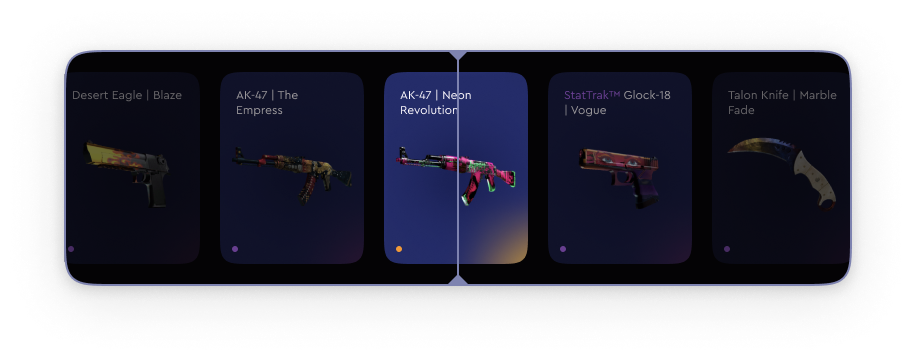 Desert Eagle | Blaze
AK-47 | The
Empress
AK-47 | Neon
Revolution
StatTrak™ Glock-18
| Vogue
Talon Knife | Marble
Fade